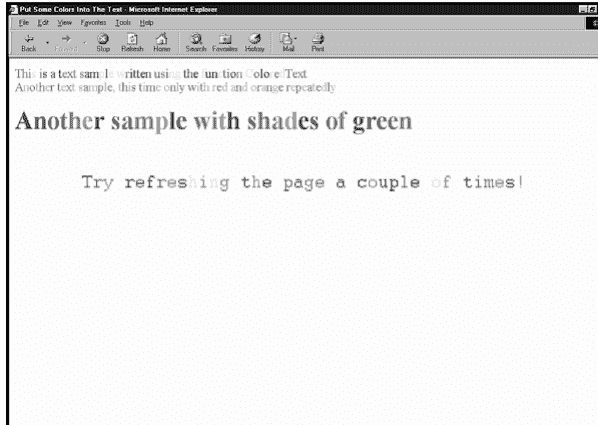 Put Some Colors Into The Text - Microsoft Internet Explorer
File Edit View Favorites Tools Help
Back Forward Stop Refresh Home Search Favorites History Mail Print
This is a text sample written using the function ColoredText
Another text sample, this time only with red and orange repeatedly
Another sample with shades of green
Try refreshing the page a couple of times!